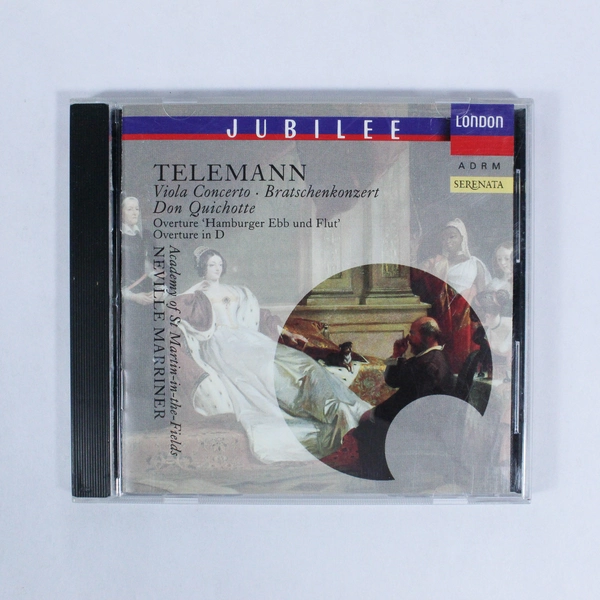 JUBILEE
LONDON
ADRM
SERENATA
TELEMANN
Viola Concerto · Bratschenkonzert
Don Quichotte
Overture 'Hamburger Ebb und Flut'
Overture in D
Academy of St Martin-in-the-Fields
NEVILLE MARRINER